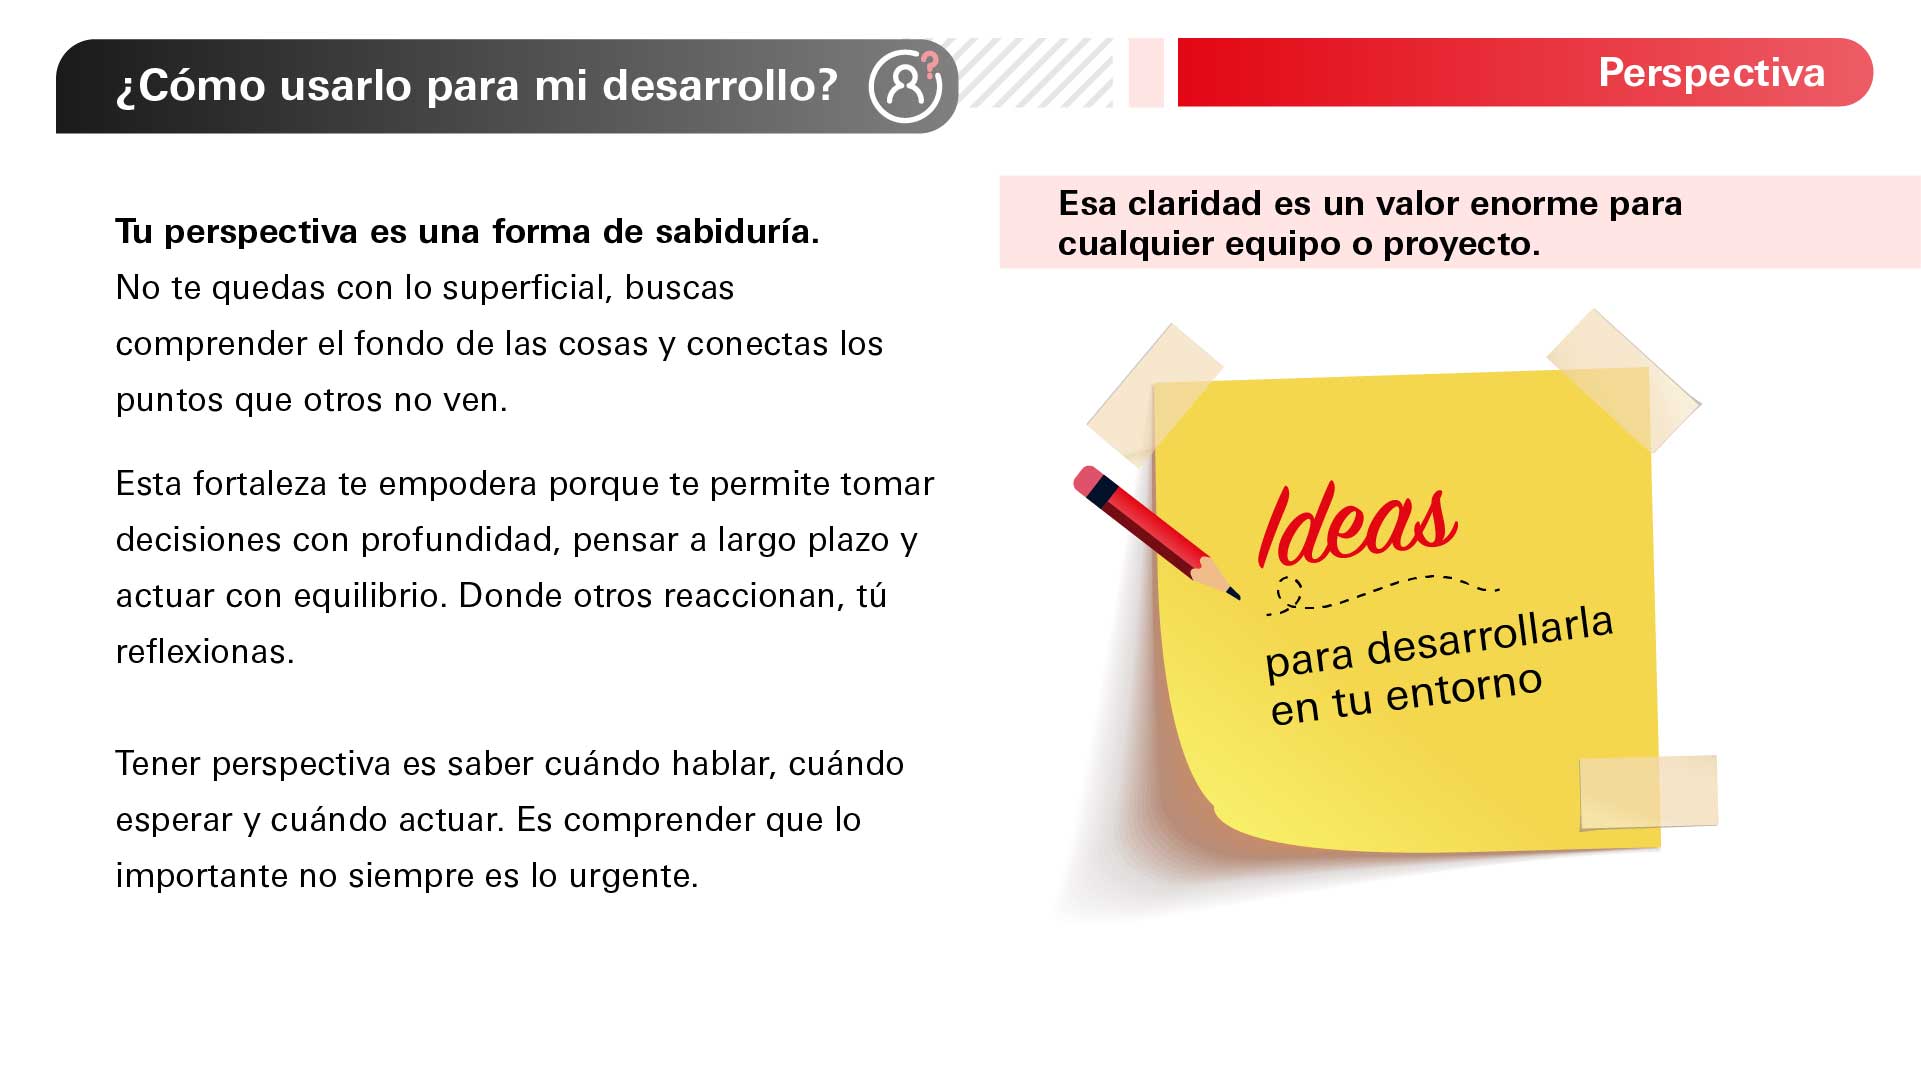 ¿Cómo usarlo para mi desarrollo?
Perspectiva
Tu perspectiva es una forma de sabiduría.
No te quedas con lo superficial, buscas
comprender el fondo de las cosas y conectas los
puntos que otros no ven.
Esta fortaleza te empodera porque te permite tomar
decisiones con profundidad, pensar a largo plazo y
actuar con equilibrio. Donde otros reaccionan, tú
reflexionas.
Tener perspectiva es saber cuándo hablar, cuándo
esperar y cuándo actuar. Es comprender que lo
importante no siempre es lo urgente.
Esa claridad es un valor enorme para
cualquier equipo o proyecto.
Ideas
para desarrollarla
en tu entorno